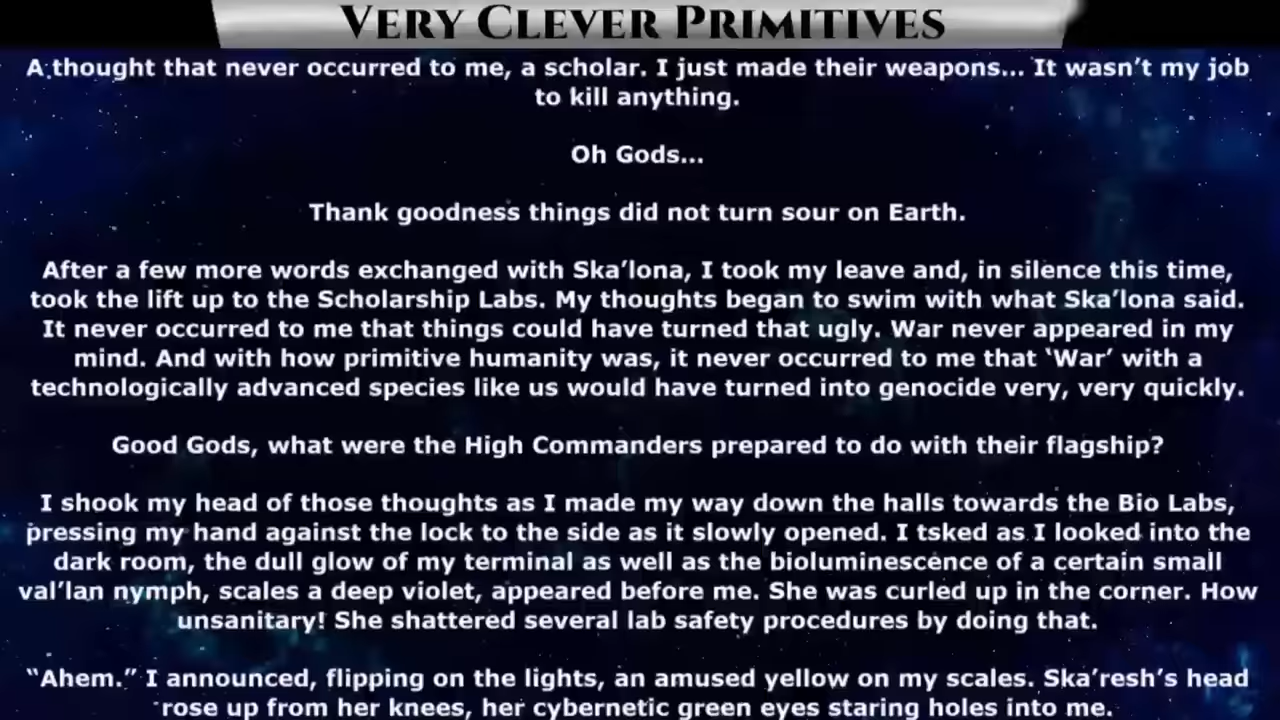 Very Clever Primitives
A thought that never occurred to me, a scholar. I just made their weapons... It wasn’t my job
to kill anything.
Oh Gods...
Thank goodness things did not turn sour on Earth.
After a few more words exchanged with Ska’lona, I took my leave and, in silence this time,
took the lift up to the Scholarship Labs. My thoughts began to swim with what Ska’lona said.
It never occurred to me that things could have turned that ugly. War never appeared in my
mind. And with how primitive humanity was, it never occurred to me that ‘War’ with a
technologically advanced species like us would have turned into genocide very, very quickly.
Good Gods, what were the High Commanders prepared to do with their flagship?
I shook my head of those thoughts as I made my way down the halls towards the Bio Labs,
pressing my hand against the lock to the side as it slowly opened. I tsked as I looked into the
dark room, the dull glow of my terminal as well as the bioluminescence of a certain small
val’lan nymph, scales a deep violet, appeared before me. She was curled up in the corner. How
unsanitary! She shattered several lab safety procedures by doing that.
“Ahem.” I announced, flipping on the lights, an amused yellow on my scales. Ska’resh’s head
rose up from her knees, her cybernetic green eyes staring holes into me.